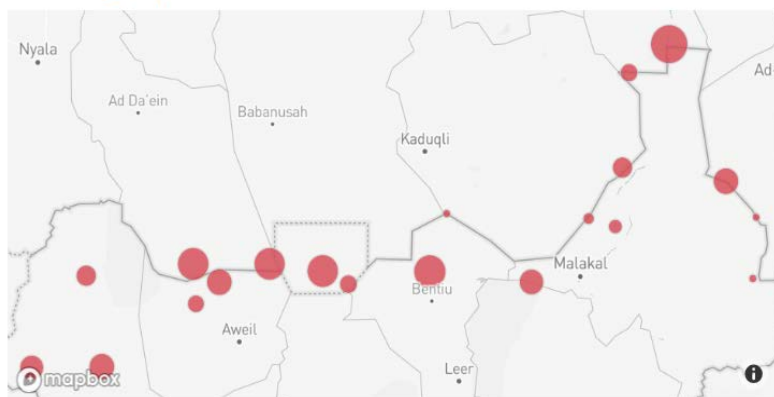 Nyala
Ad-
Ad Da'ein
Babanusah
Kaduqli
Malakal
Bentiu
Aweil
Leer
mapbox
i